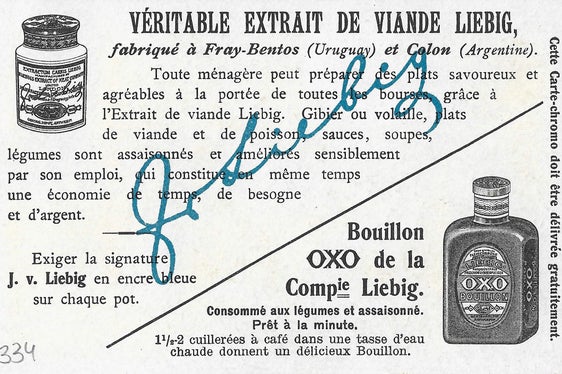 VÉRITABLE EXTRAIT DE VIANDE LIEBIG,
fabriqué à Fray-Bentos (Uruguay) et Colon (Argentine).
Toute ménagère peut préparer des plats savoureux et
agréables à la portée de toutes les bourses, grâce à
l'Extrait de viande Liebig. Gibier ou volaille, plats
de viande et de poisson, sauces, soupes,
légumes sont assaisonnés et améliorés sensiblement
par son emploi, qui constitue en même temps
une économie de temps, de besogne
et d'argent.
J. v. Liebig
Exiger la signature
J. v. Liebig en encre bleue
sur chaque pot.
Bouillon
OXO de la
Compie Liebig.
Consommé aux légumes et assaisonné.
Prêt à la minute.
1½-2 cuillerées à café dans une tasse d'eau
chaude donnent un délicieux Bouillon.
OXO
BOUILLON
OXO
Cette Carte-chromo doit être délivrée gratuitement.
334